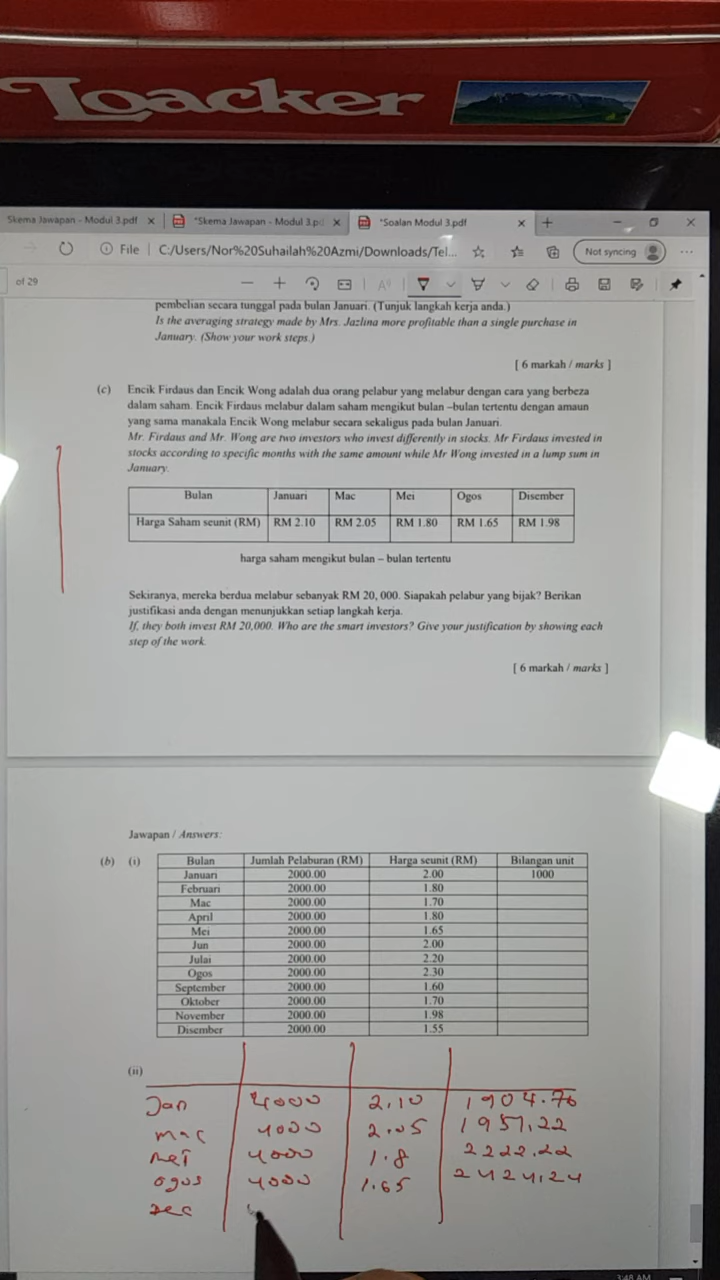 Loacker
Skema Jawapan - Modul 3.pdf × *Skema Jawapan - Modul 3.pd × *Soalan Modul 3.pdf × + − ×
File | C:/Users/Nor%20Suhailah%20Azmi/Downloads/Tel... Not syncing ...
of 29 − +
pembelian secara tunggal pada bulan Januari. (Tunjuk langkah kerja anda.)
Is the averaging strategy made by Mrs. Jazlina more profitable than a single purchase in
January. (Show your work steps.)
[ 6 markah / marks ]
(c) Encik Firdaus dan Encik Wong adalah dua orang pelabur yang melabur dengan cara yang berbeza
dalam saham. Encik Firdaus melabur dalam saham mengikut bulan –bulan tertentu dengan amaun
yang sama manakala Encik Wong melabur secara sekaligus pada bulan Januari.
Mr. Firdaus and Mr. Wong are two investors who invest differently in stocks. Mr Firdaus invested in
stocks according to specific months with the same amount while Mr Wong invested in a lump sum in
January.
Bulan Januari Mac Mei Ogos Disember
Harga Saham seunit (RM) RM 2.10 RM 2.05 RM 1.80 RM 1.65 RM 1.98
harga saham mengikut bulan – bulan tertentu
Sekiranya, mereka berdua melabur sebanyak RM 20, 000. Siapakah pelabur yang bijak? Berikan
justifikasi anda dengan menunjukkan setiap langkah kerja.
If, they both invest RM 20,000. Who are the smart investors? Give your justification by showing each
step of the work.
[ 6 markah / marks ]
Jawapan / Answers:
(b) (i) Bulan Jumlah Pelaburan (RM) Harga seunit (RM) Bilangan unit
Januari 2000.00 2.00 1000
Februari 2000.00 1.80
Mac 2000.00 1.70
April 2000.00 1.80
Mei 2000.00 1.65
Jun 2000.00 2.00
Julai 2000.00 2.20
Ogos 2000.00 2.30
September 2000.00 1.60
Oktober 2000.00 1.70
November 2000.00 1.98
Disember 2000.00 1.55
(ii)
Jan 4000 2.10 1904.76
mac 4000 2.05 1951.22
mei 4000 1.8 2222.22
ogos 4000 1.65 2424.24
Dec
3:48 AM